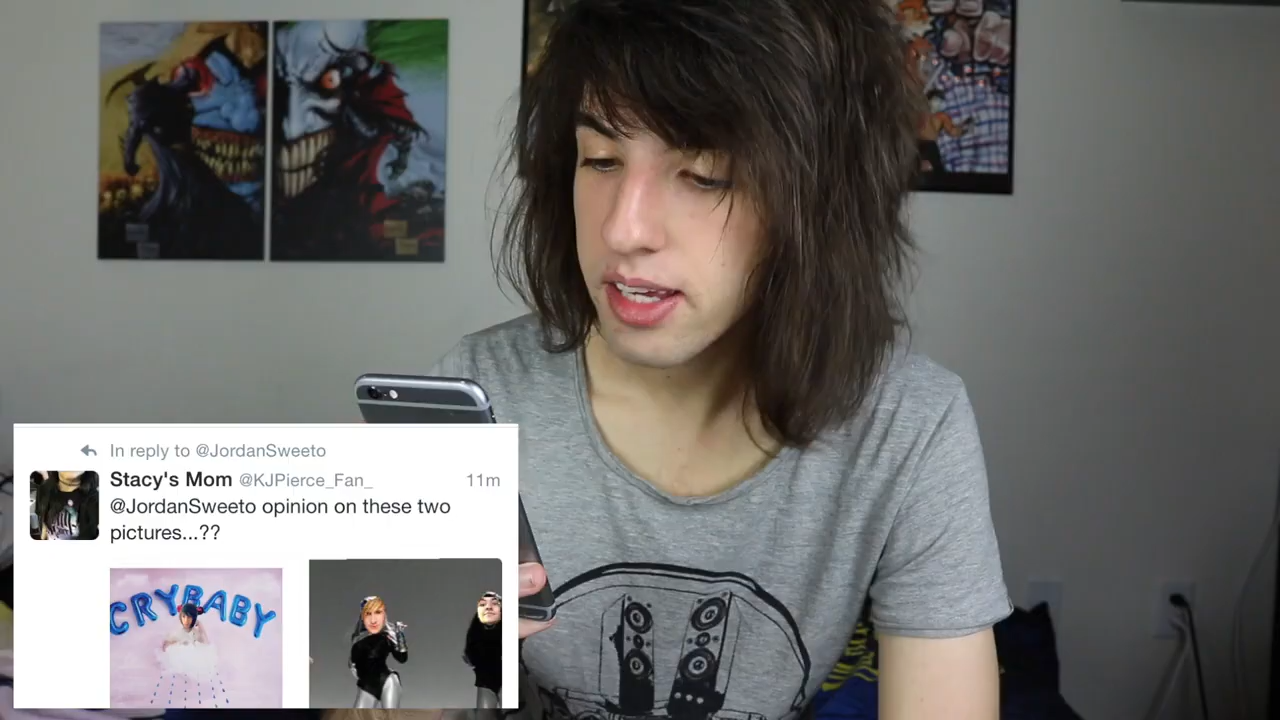 In reply to @JordanSweeto
Stacy's Mom @KJPierce_Fan_ 11m
@JordanSweeto opinion on these two
pictures...??
CRYBABY